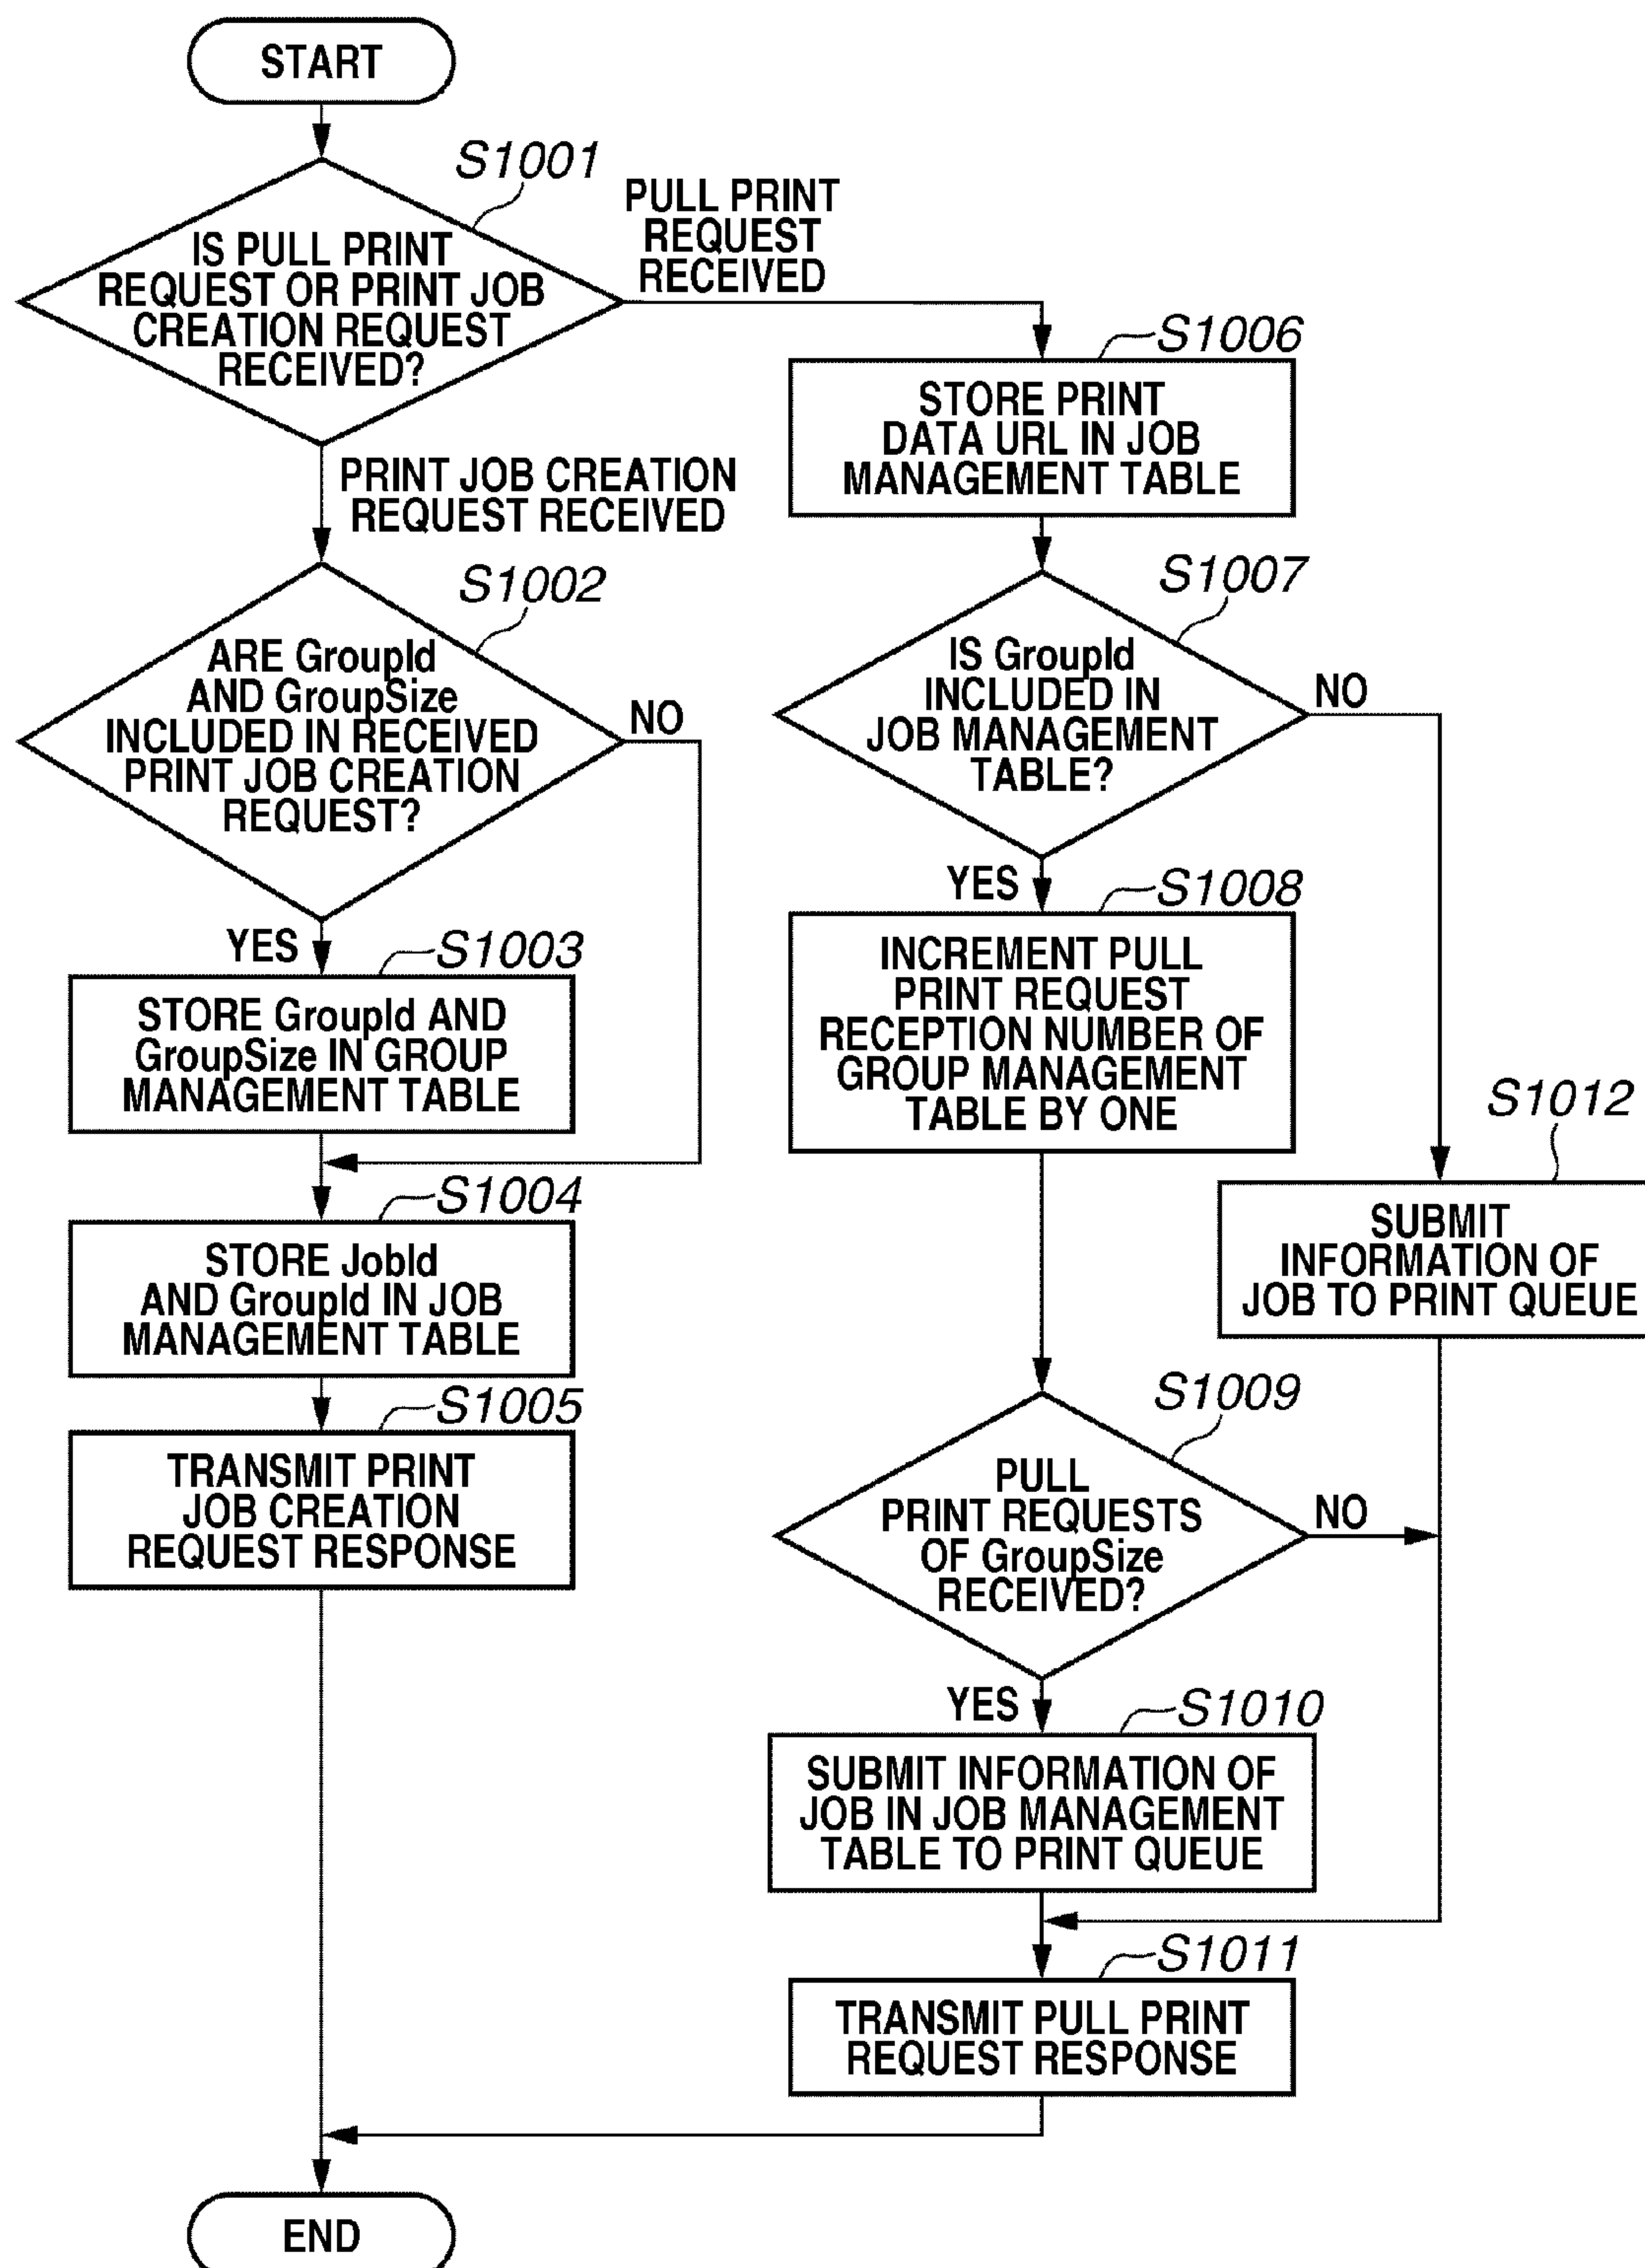 START
S1001
IS PULL PRINT
REQUEST OR PRINT JOB
CREATION REQUEST
RECEIVED?
PULL PRINT
REQUEST
RECEIVED
PRINT JOB CREATION
REQUEST RECEIVED
S1002
ARE GroupId
AND GroupSize
INCLUDED IN RECEIVED
PRINT JOB CREATION
REQUEST?
NO
YES
S1003
STORE GroupId AND
GroupSize IN GROUP
MANAGEMENT TABLE
S1004
STORE JobId
AND GroupId IN JOB
MANAGEMENT TABLE
S1005
TRANSMIT PRINT
JOB CREATION
REQUEST RESPONSE
S1006
STORE PRINT
DATA URL IN JOB
MANAGEMENT TABLE
S1007
IS GroupId
INCLUDED IN
JOB MANAGEMENT
TABLE?
NO
YES
S1008
INCREMENT PULL
PRINT REQUEST
RECEPTION NUMBER OF
GROUP MANAGEMENT
TABLE BY ONE
S1012
SUBMIT
INFORMATION OF
JOB TO PRINT QUEUE
S1009
PULL
PRINT REQUESTS
OF GroupSize
RECEIVED?
NO
YES
S1010
SUBMIT INFORMATION OF
JOB IN JOB MANAGEMENT
TABLE TO PRINT QUEUE
S1011
TRANSMIT PULL PRINT
REQUEST RESPONSE
END